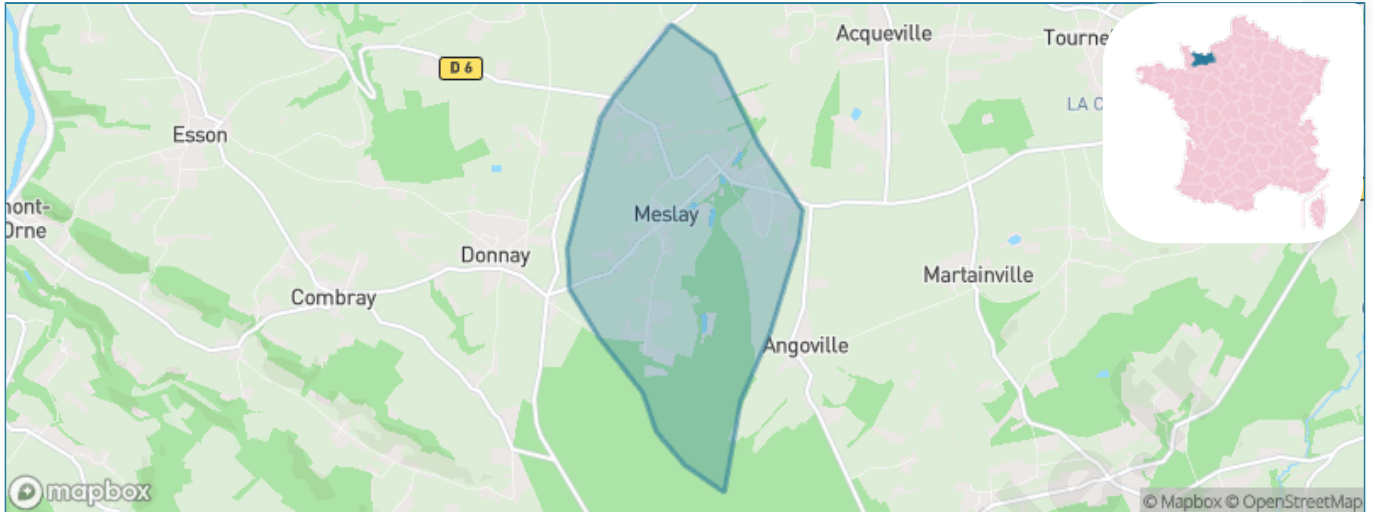 Acqueville
Tourne
D 6
LA C
Esson
mont-
Orne
Meslay
Donnay
Martainville
Combray
Angoville
mapbox
© Mapbox © OpenStreetMap